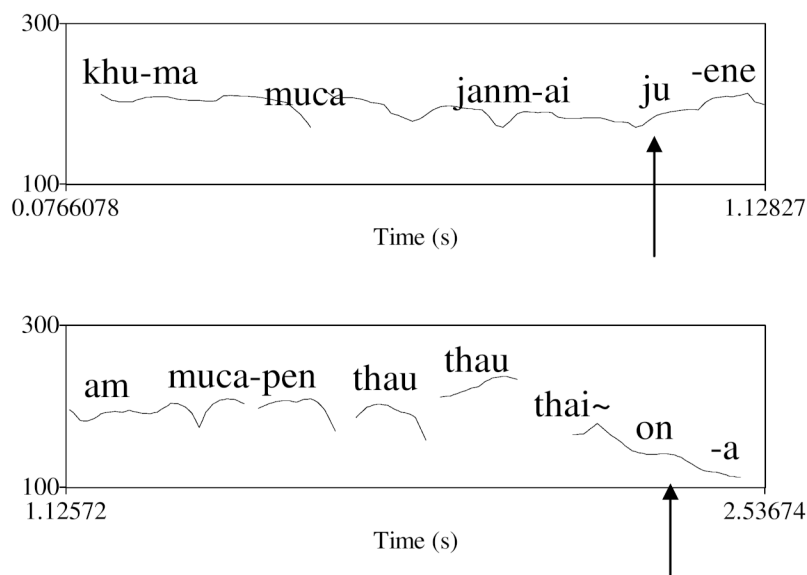 300
khu-ma muca janm-ai ju -ene
100
0.0766078 1.12827
Time (s)
300
am muca-pen thau thau thai~ on -a
100
1.12572 2.53674
Time (s)